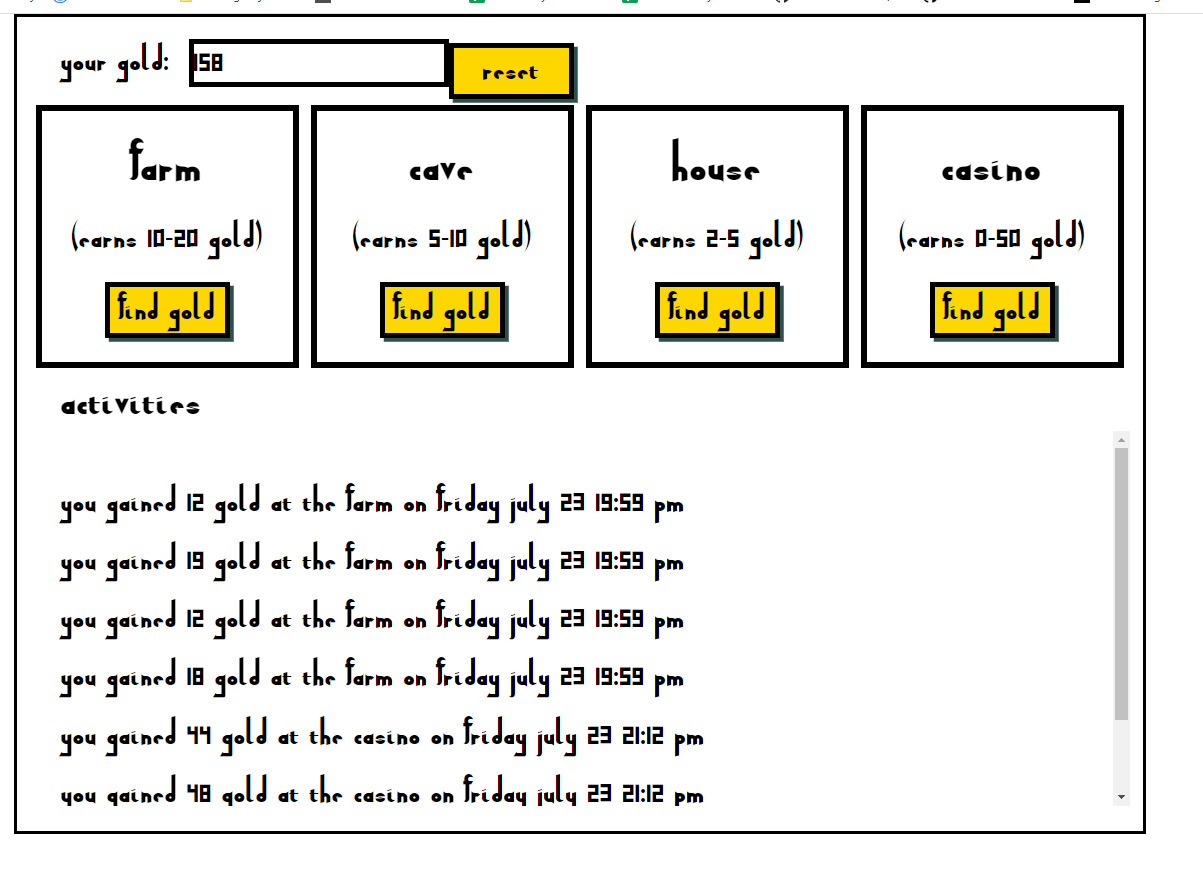 your gold: 158 reset
farm cave house casino
(earns 10-20 gold) (earns 5-10 gold) (earns 2-5 gold) (earns 0-50 gold)
find gold find gold find gold find gold
activities
you gained 12 gold at the farm on friday july 23 19:59 pm
you gained 19 gold at the farm on friday july 23 19:59 pm
you gained 12 gold at the farm on friday july 23 19:59 pm
you gained 18 gold at the farm on friday july 23 19:59 pm
you gained 44 gold at the casino on friday july 23 21:12 pm
you gained 48 gold at the casino on friday july 23 21:12 pm